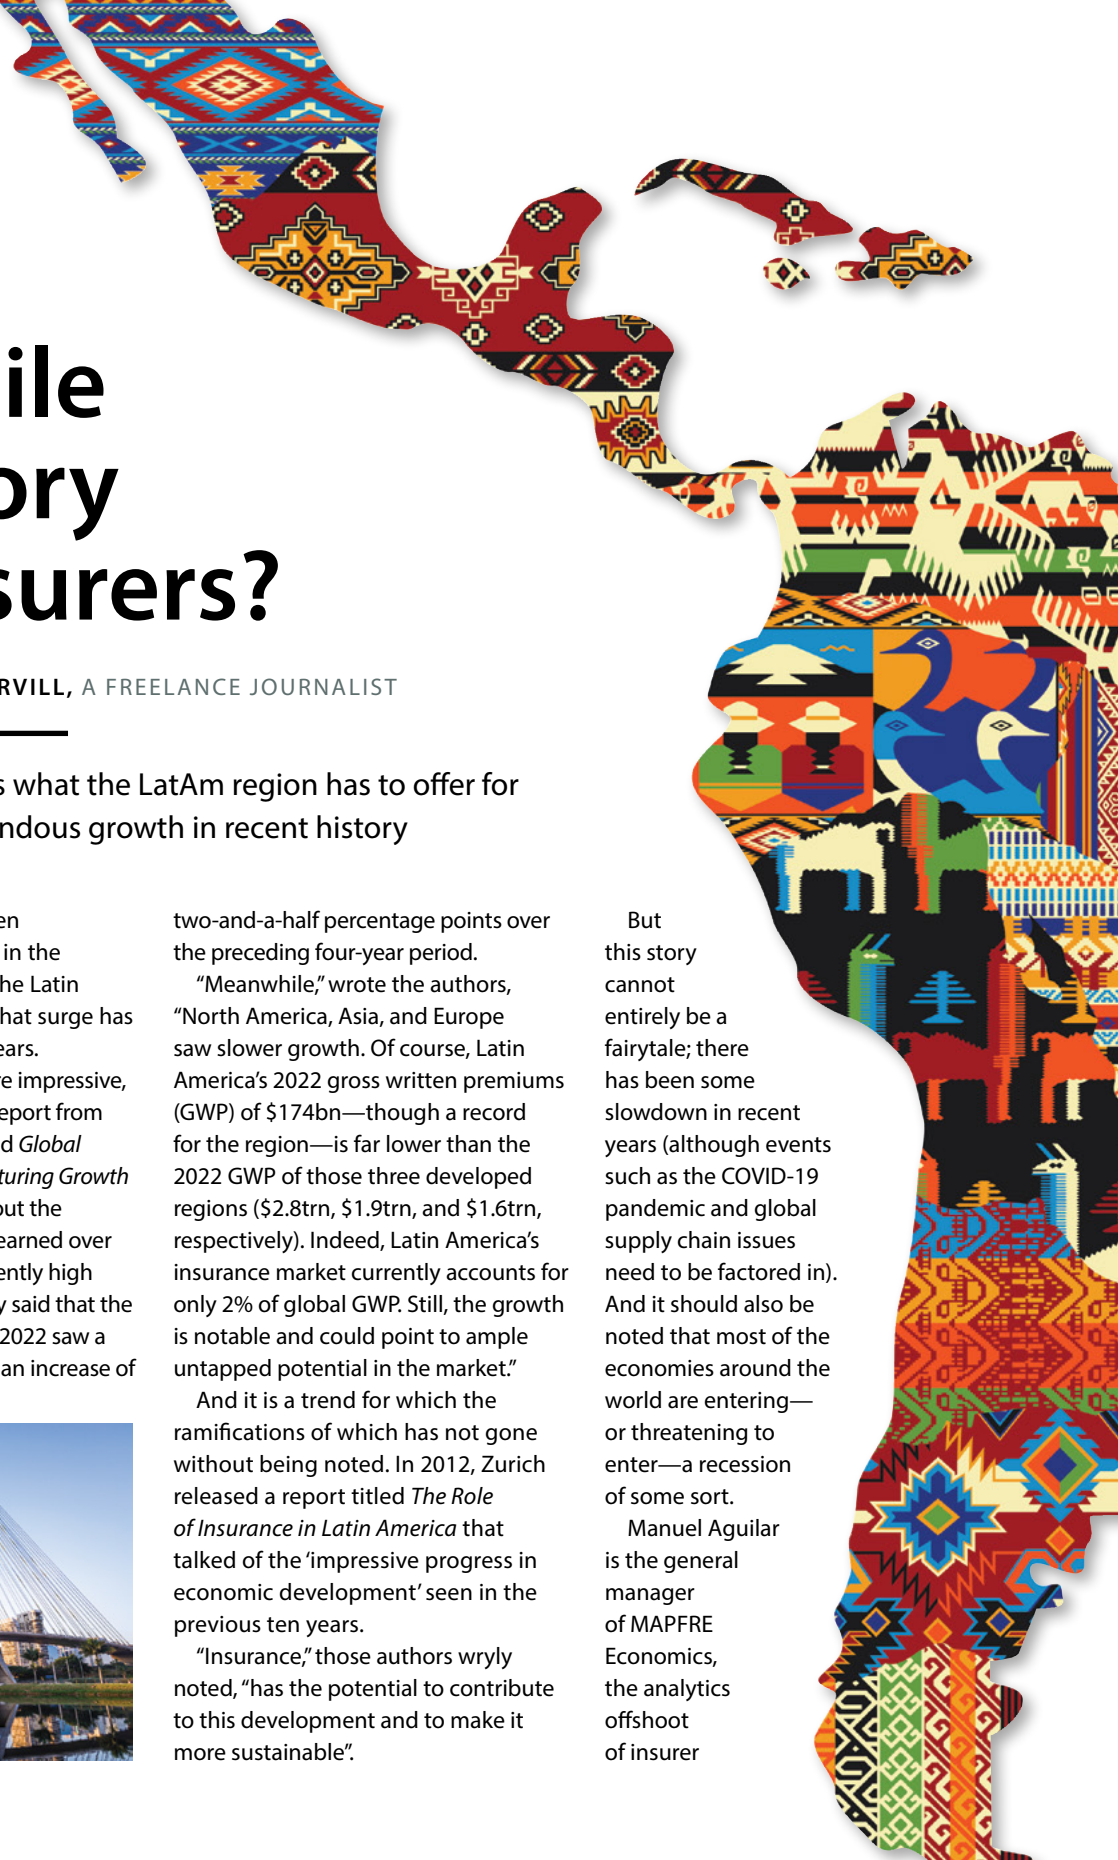 ile
ory
surers?
RVILL, A FREELANCE JOURNALIST
s what the LatAm region has to offer for
ndous growth in recent history
en
in the
he Latin
hat surge has
ears.
re impressive,
eport from
d Global
turing Growth
out the
earned over
ently high
y said that the
2022 saw a
an increase of
two-and-a-half percentage points over
the preceding four-year period.
“Meanwhile,” wrote the authors,
“North America, Asia, and Europe
saw slower growth. Of course, Latin
America’s 2022 gross written premiums
(GWP) of $174bn—though a record
for the region—is far lower than the
2022 GWP of those three developed
regions ($2.8trn, $1.9trn, and $1.6trn,
respectively). Indeed, Latin America’s
insurance market currently accounts for
only 2% of global GWP. Still, the growth
is notable and could point to ample
untapped potential in the market.”
And it is a trend for which the
ramifications of which has not gone
without being noted. In 2012, Zurich
released a report titled The Role
of Insurance in Latin America that
talked of the ‘impressive progress in
economic development’ seen in the
previous ten years.
“Insurance,” those authors wryly
noted, “has the potential to contribute
to this development and to make it
more sustainable”.
But
this story
cannot
entirely be a
fairytale; there
has been some
slowdown in recent
years (although events
such as the COVID-19
pandemic and global
supply chain issues
need to be factored in).
And it should also be
noted that most of the
economies around the
world are entering—
or threatening to
enter—a recession
of some sort.
Manuel Aguilar
is the general
manager
of MAPFRE
Economics,
the analytics
offshoot
of insurer